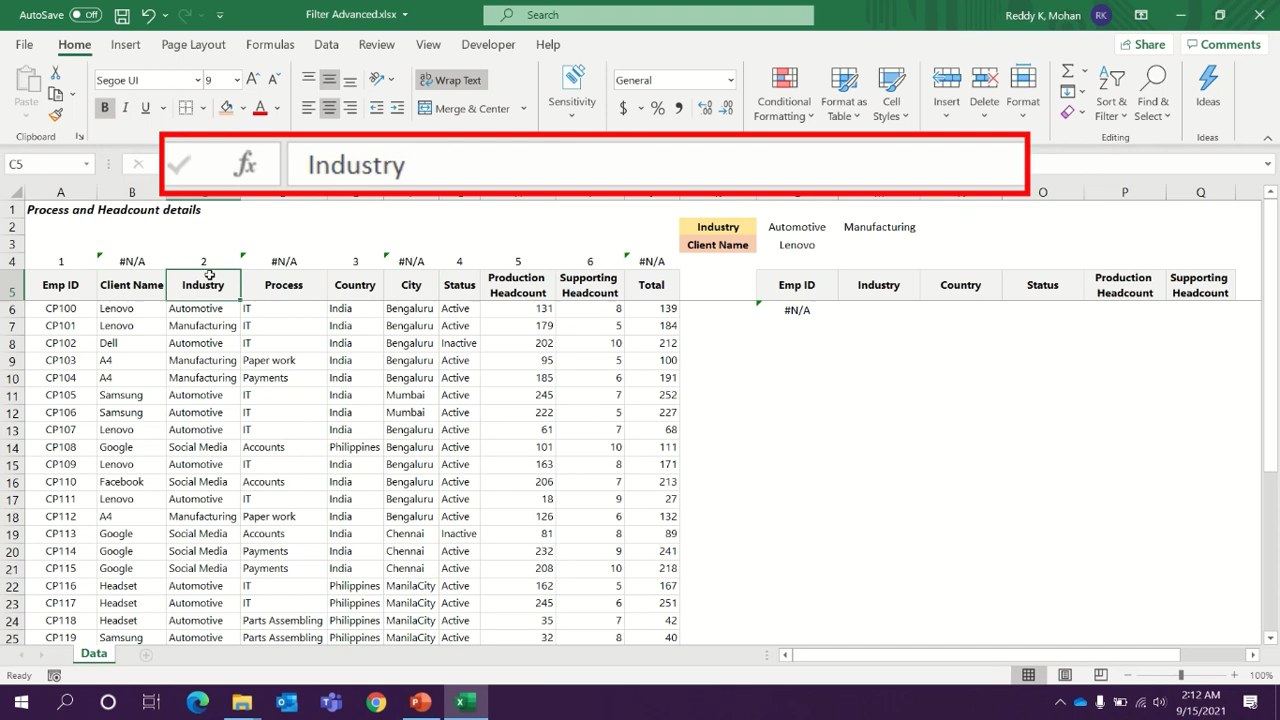 AutoSave Off Filter Advanced.xlsx Search Reddy K, Mohan RK
File Home Insert Page Layout Formulas Data Review View Developer Help Share Comments
Paste Segoe UI 9 Wrap Text General Sensitivity Conditional Formatting Format as Table Cell Styles Insert Delete Format Sort & Filter Find & Select Ideas
B I U Merge & Center $ %
Clipboard Editing Ideas
C5 fx Industry
A B O P Q
1 Process and Headcount details
2 Industry Automotive Manufacturing
3 Client Name Lenovo
4 1 #N/A 2 #N/A 3 #N/A 4 5 6 #N/A
5 Emp ID Client Name Industry Process Country City Status Production Headcount Supporting Headcount Total Emp ID Industry Country Status Production Headcount Supporting Headcount
6 CP100 Lenovo Automotive IT India Bengaluru Active 131 8 139 #N/A
7 CP101 Lenovo Manufacturing IT India Bengaluru Active 179 5 184
8 CP102 Dell Automotive IT India Bengaluru Inactive 202 10 212
9 CP103 A4 Manufacturing Paper work India Bengaluru Active 95 5 100
10 CP104 A4 Manufacturing Payments India Bengaluru Active 185 6 191
11 CP105 Samsung Automotive IT India Mumbai Active 245 7 252
12 CP106 Samsung Automotive IT India Mumbai Active 222 5 227
13 CP107 Lenovo Automotive IT India Bengaluru Active 61 7 68
14 CP108 Google Social Media Accounts Philippines Bengaluru Active 101 10 111
15 CP109 Lenovo Automotive IT India Bengaluru Active 163 8 171
16 CP110 Facebook Social Media Accounts India Bengaluru Active 206 7 213
17 CP111 Lenovo Automotive IT India Bengaluru Active 18 9 27
18 CP112 A4 Manufacturing Paper work India Bengaluru Active 126 6 132
19 CP113 Google Social Media Accounts India Chennai Inactive 81 8 89
20 CP114 Google Social Media Payments India Chennai Active 232 9 241
21 CP115 Google Social Media Payments India Chennai Active 208 10 218
22 CP116 Headset Automotive IT Philippines ManilaCity Active 162 5 167
23 CP117 Headset Automotive IT Philippines ManilaCity Active 245 6 251
24 CP118 Headset Automotive Parts Assembling Philippines ManilaCity Active 35 7 42
25 CP119 Samsung Automotive Parts Assembling Philippines ManilaCity Active 32 8 40
Data
Ready 100%
2:12 AM
9/15/2021